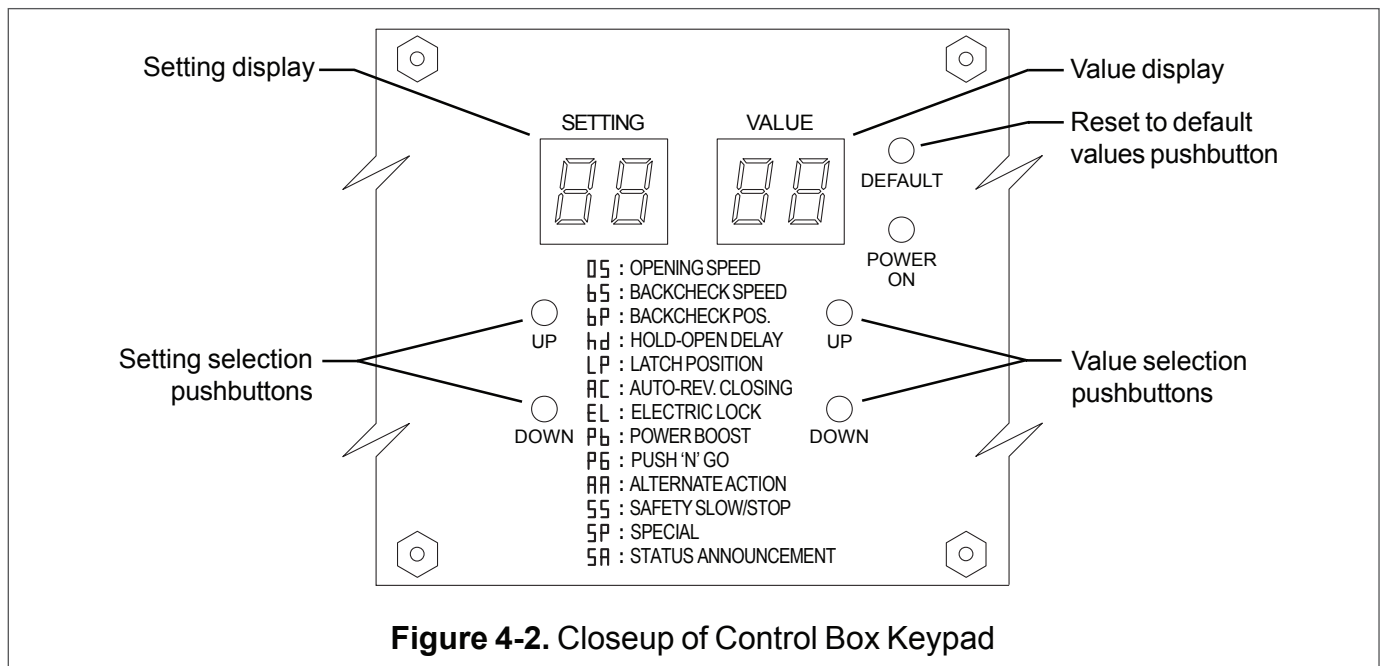 Setting display
Value display
SETTING
VALUE
88
88
Reset to default
values pushbutton
DEFAULT
POWER
ON
OS : OPENING SPEED
bS : BACKCHECK SPEED
bP : BACKCHECK POS.
hd : HOLD-OPEN DELAY
LP : LATCH POSITION
AC : AUTO-REV. CLOSING
EL : ELECTRIC LOCK
Pb : POWER BOOST
PG : PUSH ‘N’ GO
AA : ALTERNATE ACTION
SS : SAFETY SLOW/STOP
SP : SPECIAL
SA : STATUS ANNOUNCEMENT
UP
DOWN
UP
DOWN
Setting selection
pushbuttons
Value selection
pushbuttons
Figure 4-2. Closeup of Control Box Keypad